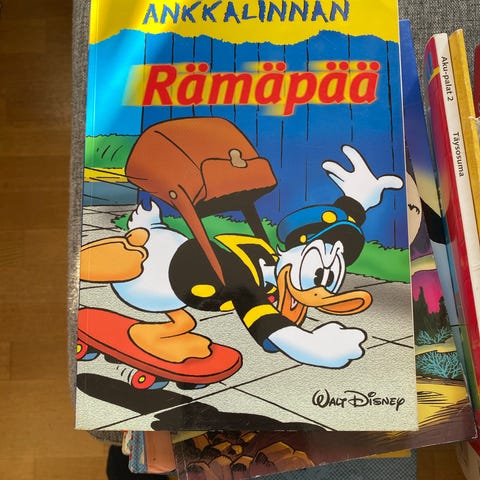 ANKKALINNAN
Rämäpää
WALT DISNEY
Aku-palat 2
Täysosuma